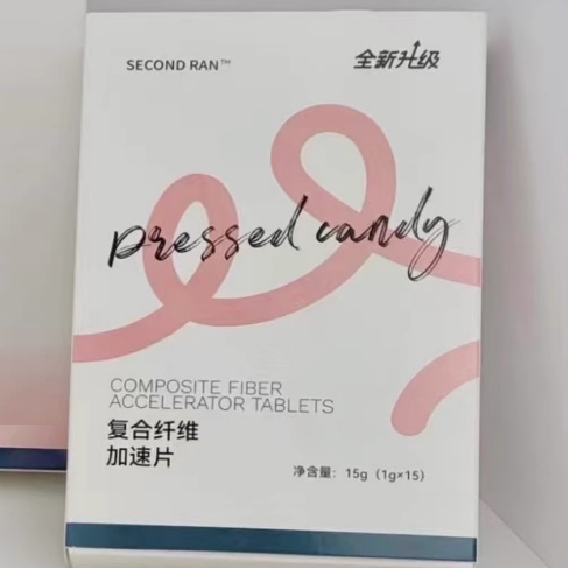 SECOND RAN™
全新升级
pressed candy
COMPOSITE FIBER
ACCELERATOR TABLETS
复合纤维
加速片
净含量：15g（1g×15）